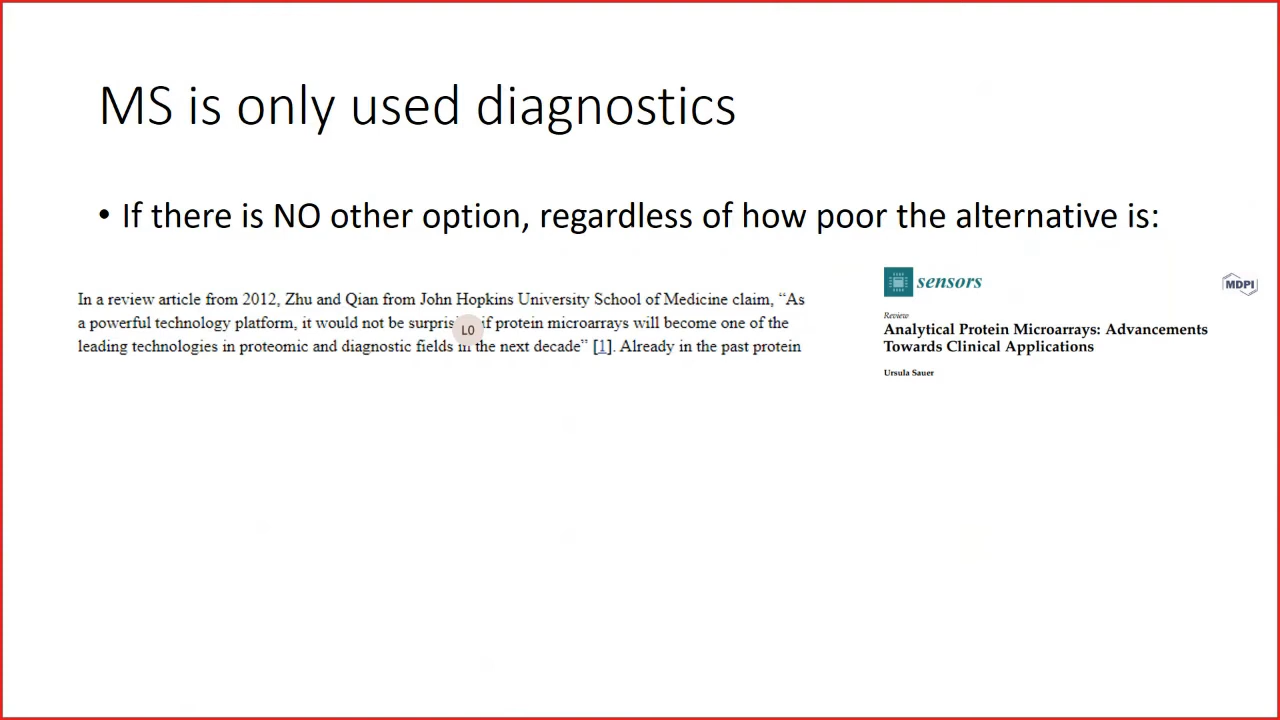 MS is only used diagnostics
• If there is NO other option, regardless of how poor the alternative is:
In a review article from 2012, Zhu and Qian from John Hopkins University School of Medicine claim, “As
a powerful technology platform, it would not be if protein microarrays will become one of the
leading technologies in proteomic and diagnostic fields in the next decade” [1]. Already in the past protein
L0
sensors
MDPI
Review
Analytical Protein Microarrays: Advancements
Towards Clinical Applications
Ursula Sauer